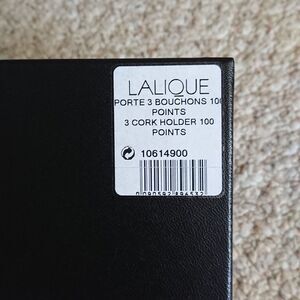 LALIQUE
PORTE 3 BOUCHONS 100
POINTS
3 CORK HOLDER 100
POINTS
10614900